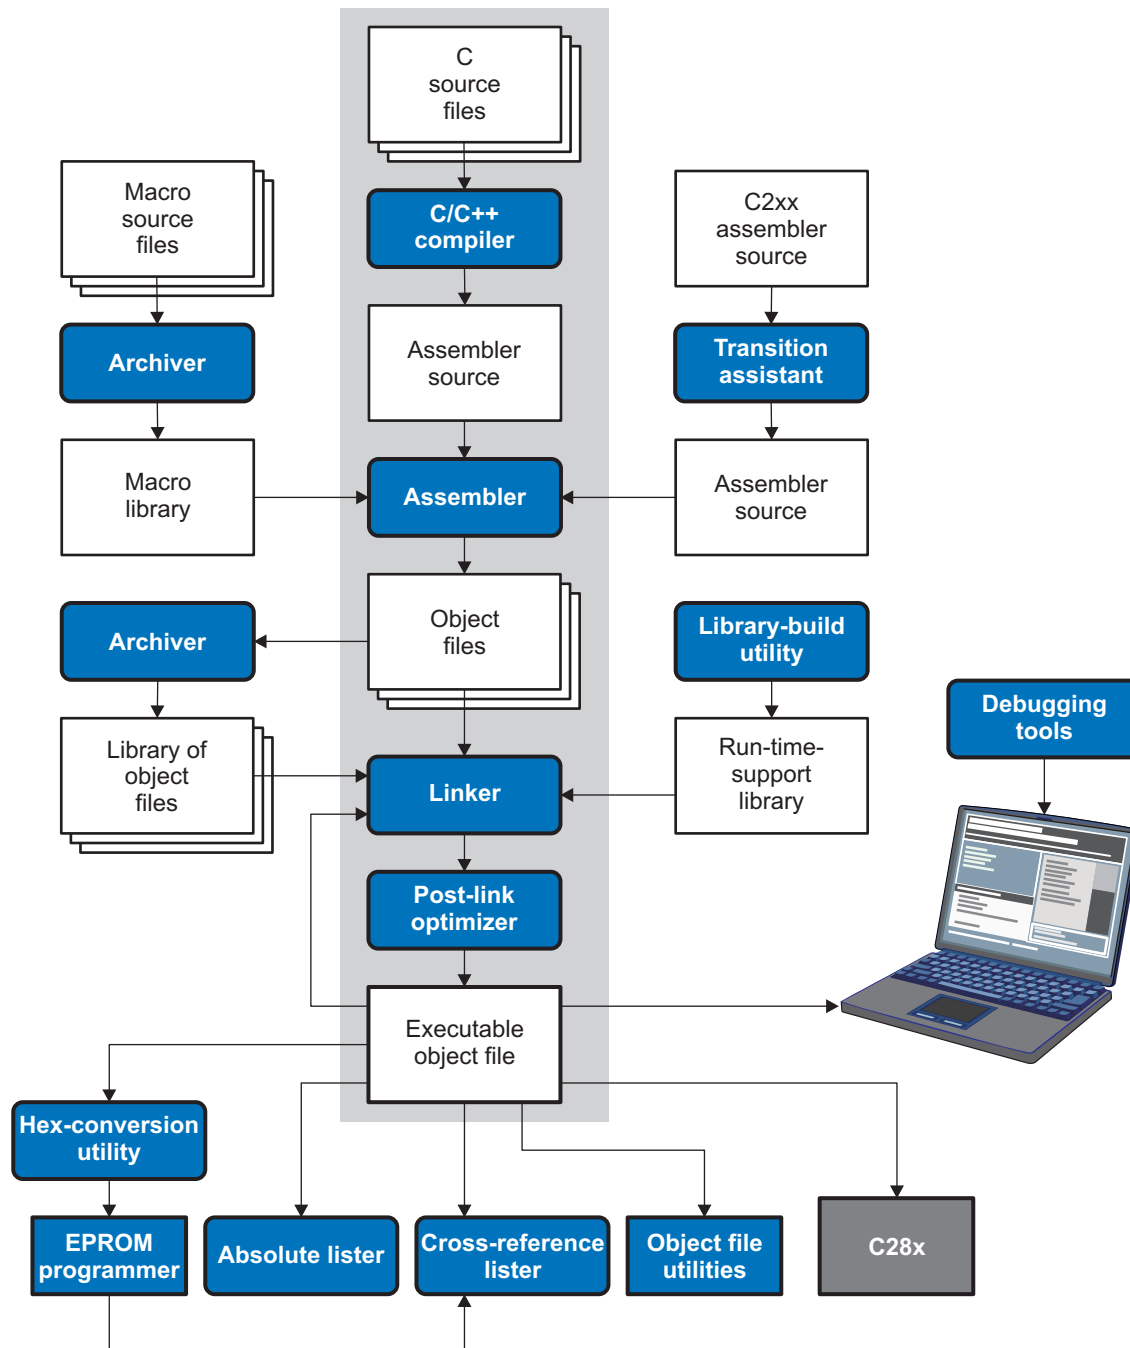 C
source
files
Macro
source
files
C/C++
compiler
C2xx
assembler
source
Archiver
Assembler
source
Transition
assistant
Macro
library
Assembler
Assembler
source
Archiver
Object
files
Library-build
utility
Debugging
tools
Library of
object
files
Linker
Run-time-
support
library
Post-link
optimizer
Executable
object file
Hex-conversion
utility
EPROM
programmer
Absolute lister
Cross-reference
lister
Object file
utilities
C28x